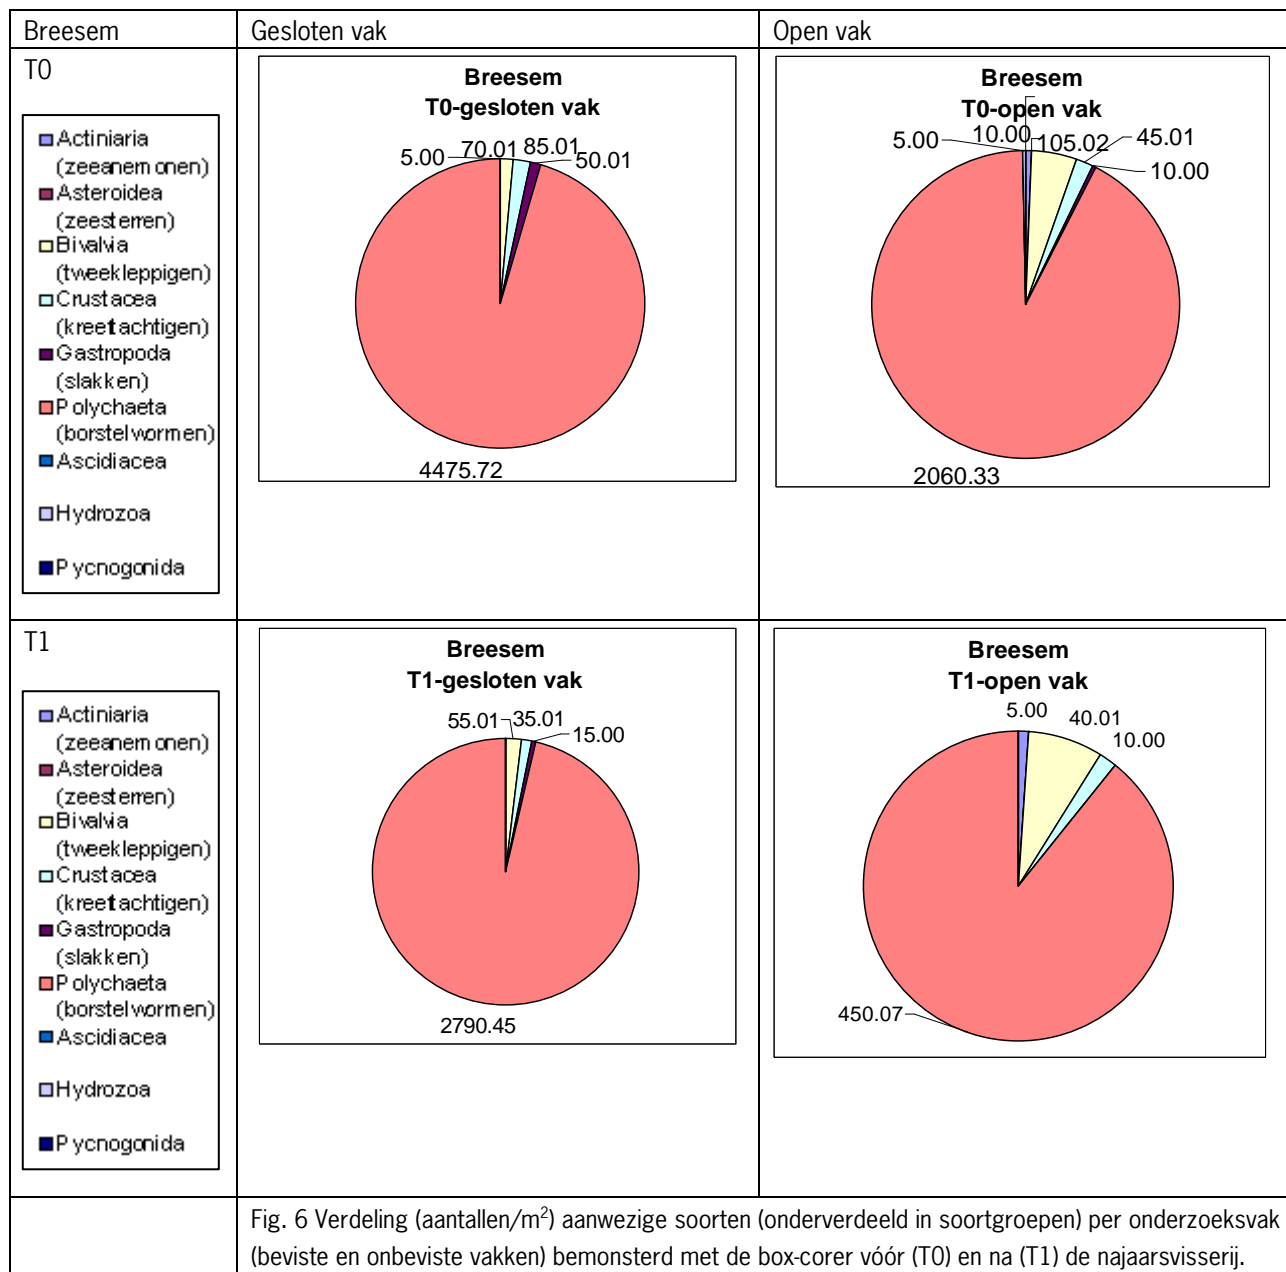 Breesem
Gesloten vak
Open vak
T0
Actiniaria
(zeeanemonen)
Asteroidea
(zeesterren)
Bivalvia
(tweekleppigen)
Crustacea
(kreeftachtigen)
Gastropoda
(slakken)
Polychaeta
(borstelwormen)
Ascidiacea
Hydrozoa
Pycnogonida
Breesem
T0-gesloten vak
5.00
70.01
85.01
50.01
4475.72
Breesem
T0-open vak
5.00
10.00
105.02
45.01
10.00
2060.33
T1
Actiniaria
(zeeanemonen)
Asteroidea
(zeesterren)
Bivalvia
(tweekleppigen)
Crustacea
(kreeftachtigen)
Gastropoda
(slakken)
Polychaeta
(borstelwormen)
Ascidiacea
Hydrozoa
Pycnogonida
Breesem
T1-gesloten vak
55.01
35.01
15.00
2790.45
Breesem
T1-open vak
5.00
40.01
10.00
450.07
Fig. 6 Verdeling (aantallen/m²) aanwezige soorten (onderverdeeld in soortgroepen) per onderzoeksvak
(beviste en onbeviste vakken) bemonsterd met de box-corer vóór (T0) en na (T1) de najaarsvisserij.